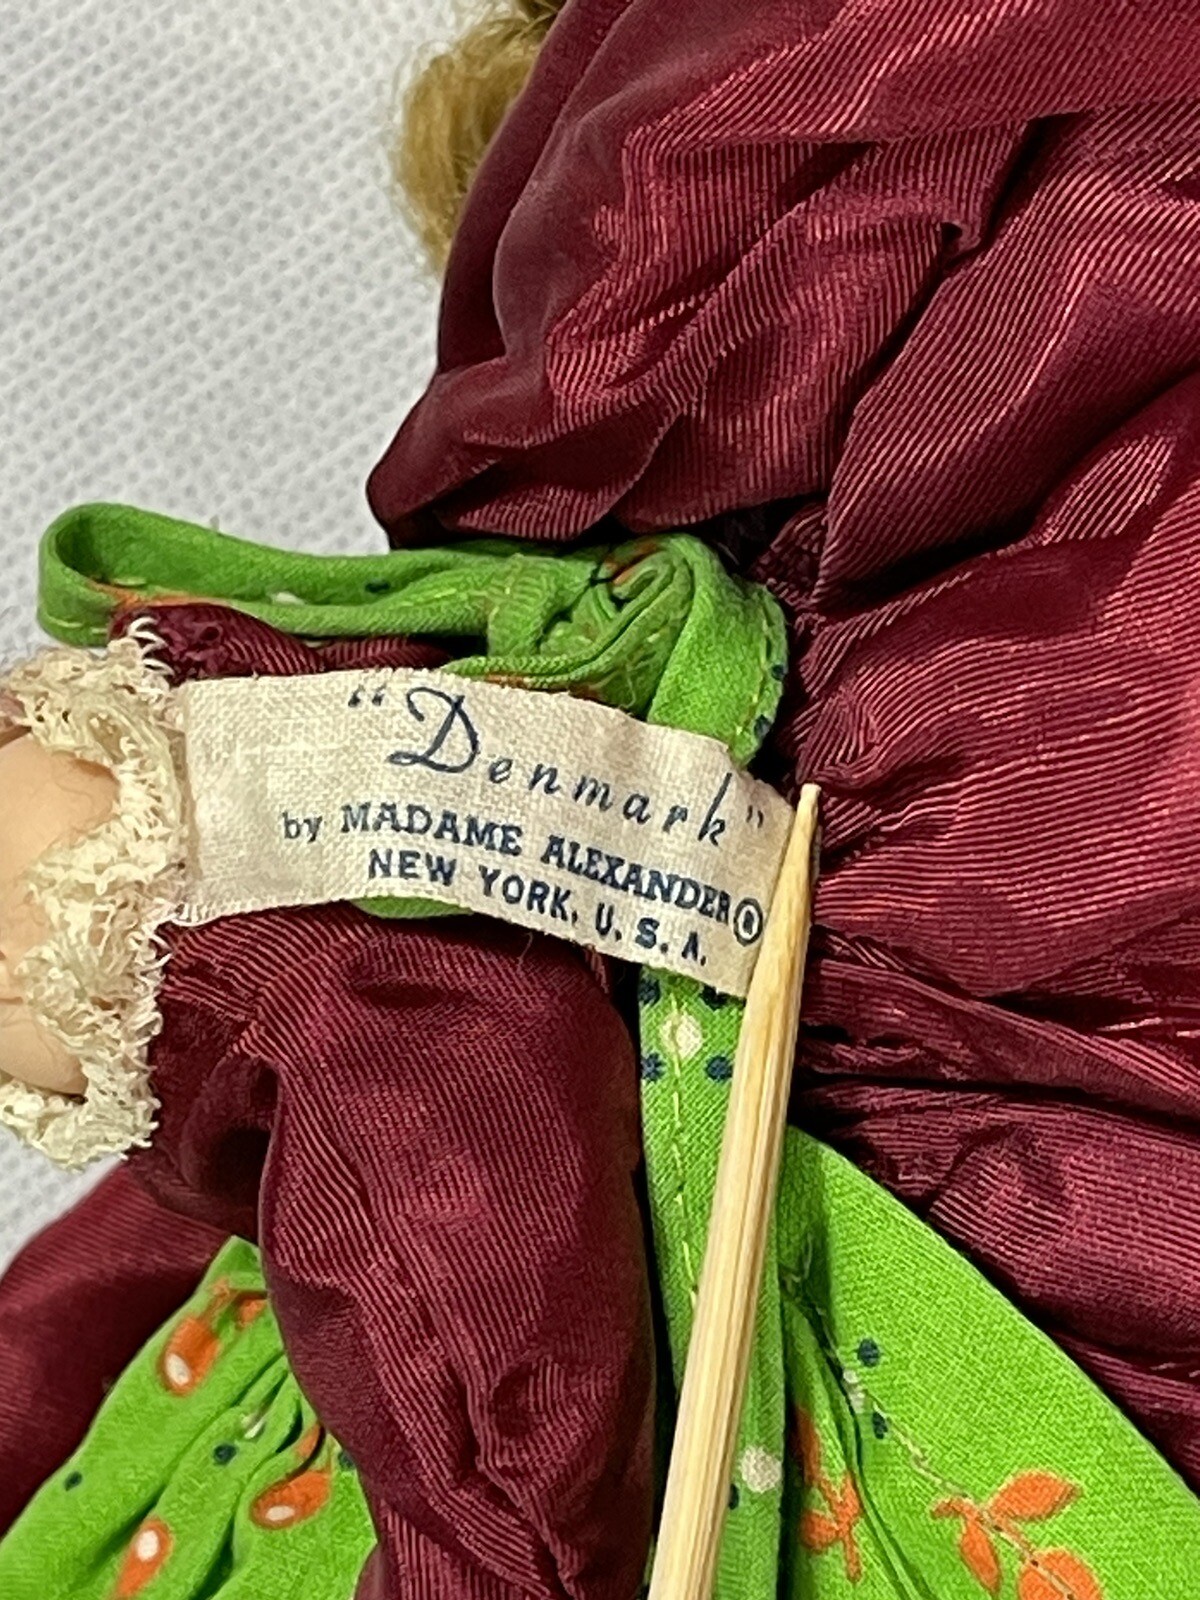 "Denmark"
by MADAME ALEXANDER®
NEW YORK, U. S. A.